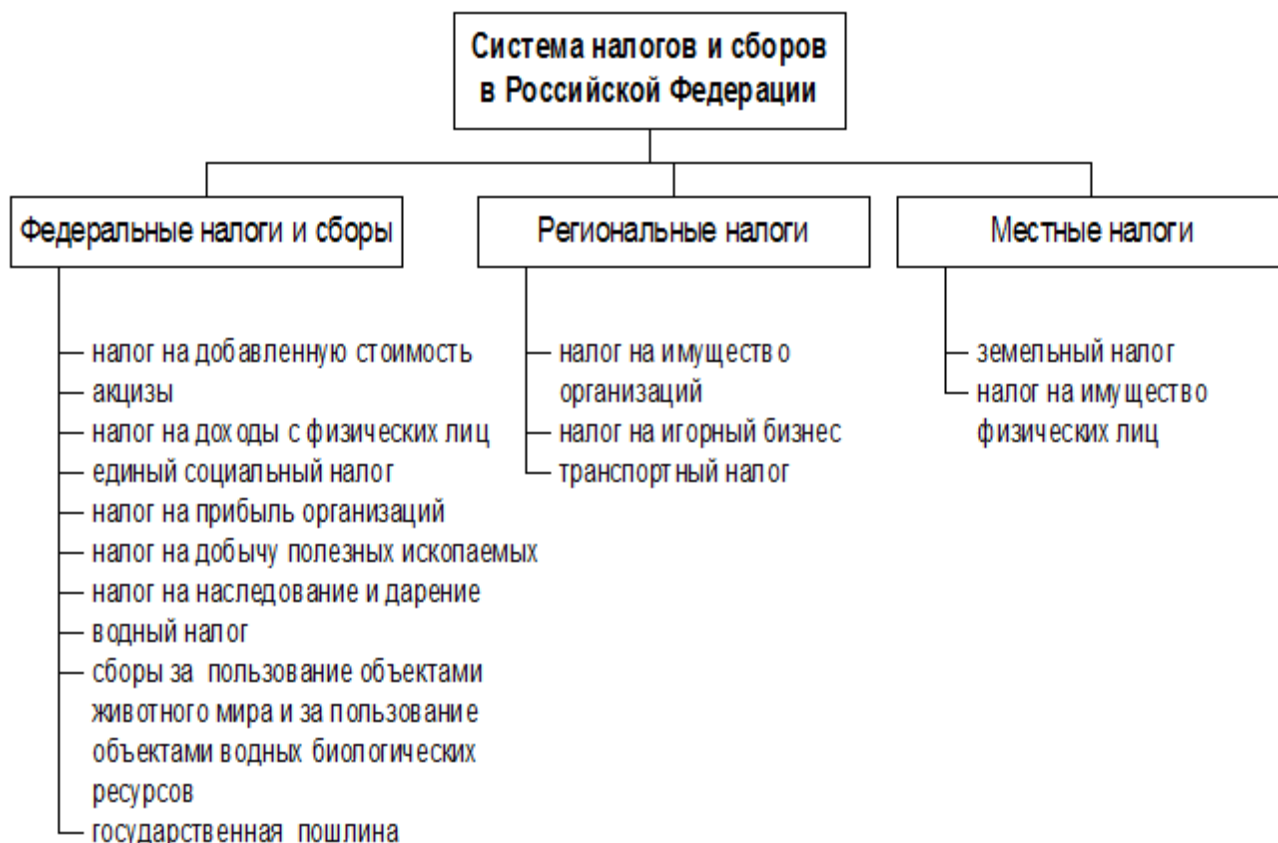 Система налогов и сборов
в Российской Федерации
Федеральные налоги и сборы
налог на добавленную стоимость
акцизы
налог на доходы с физических лиц
единый социальный налог
налог на прибыль организаций
налог на добычу полезных ископаемых
налог на наследование и дарение
водный налог
сборы за пользование объектами
животного мира и за пользование
объектами водных биологических
ресурсов
государственная пошлина
Региональные налоги
налог на имущество
организаций
налог на игорный бизнес
транспортный налог
Местные налоги
земельный налог
налог на имущество
физических лиц